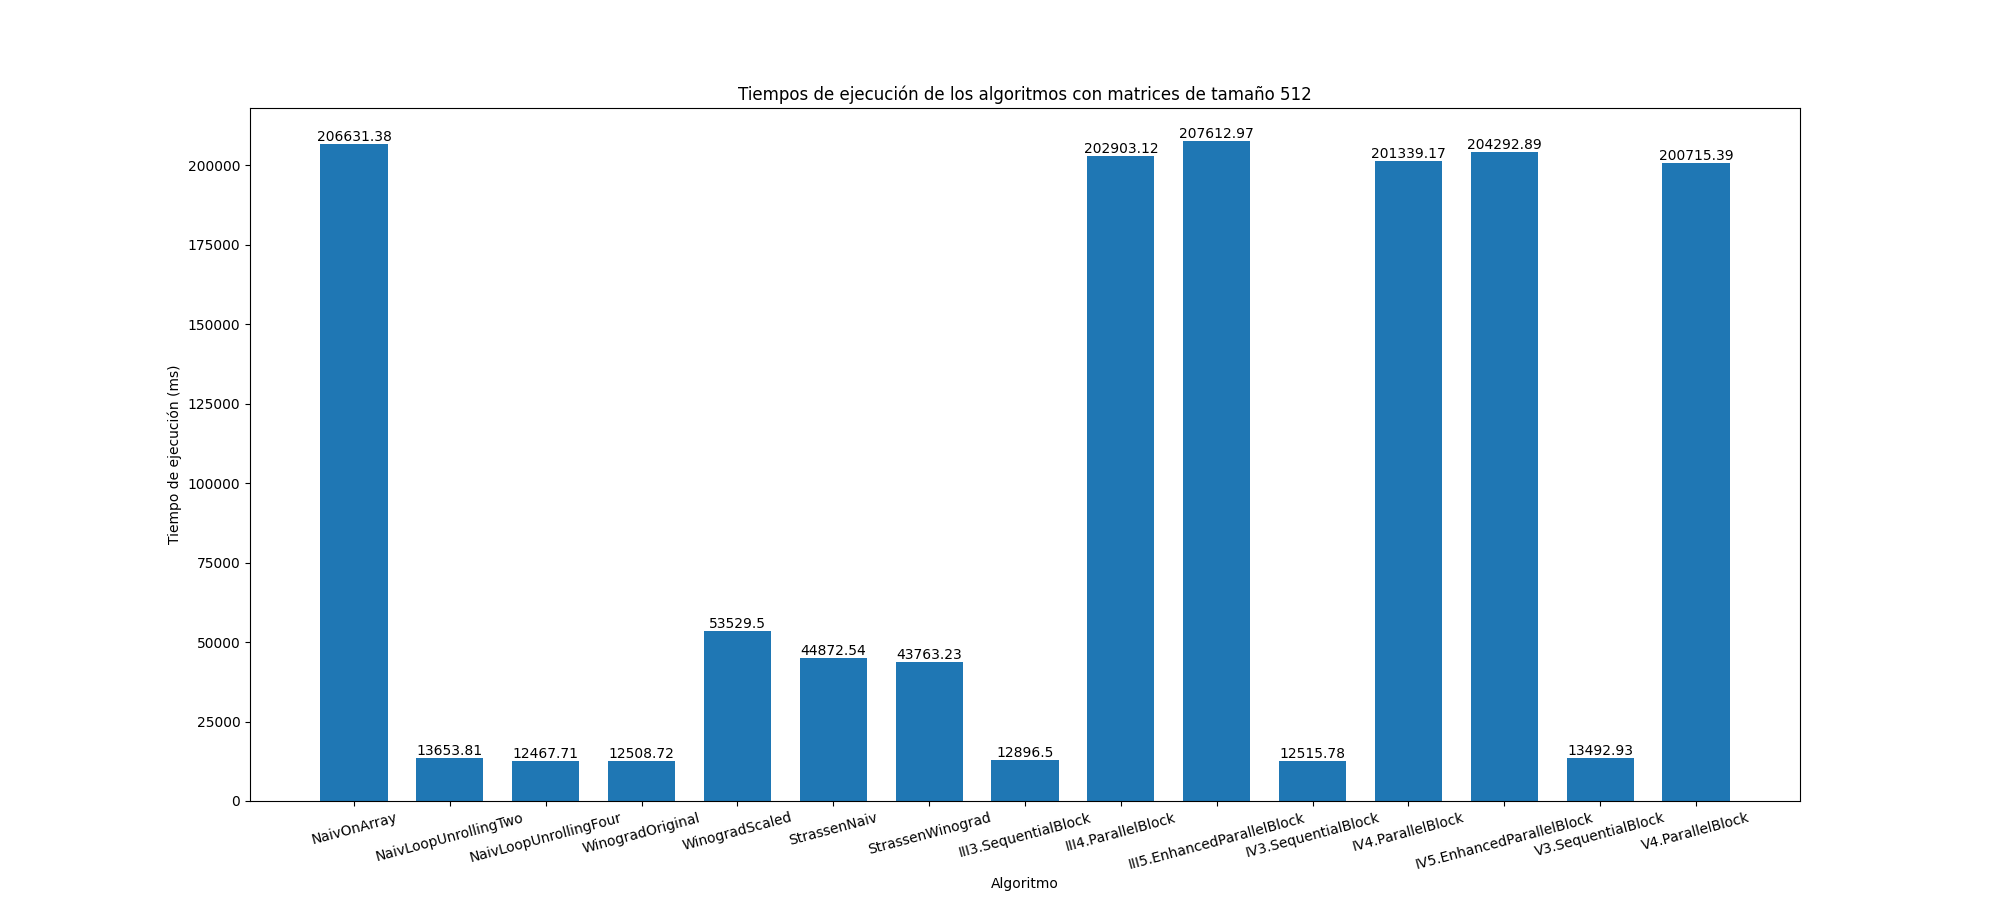 Tiempos de ejecución de los algoritmos con matrices de tamaño 512
Tiempo de ejecución (ms)
200000
175000
150000
125000
100000
75000
50000
25000
0
206631.38
13653.81
12467.71
12508.72
53529.5
44872.54
43763.23
12896.5
202903.12
207612.97
12515.78
201339.17
204292.89
13492.93
200715.39
NaivOnArray
NaivLoopUnrollingTwo
NaivLoopUnrollingFour
WinogradOriginal
WinogradScaled
StrassenNaiv
StrassenWinograd
III3.SequentialBlock
III4.ParallelBlock
III5.EnhancedParallelBlock
IV3.SequentialBlock
IV4.ParallelBlock
IV5.EnhancedParallelBlock
V3.SequentialBlock
V4.ParallelBlock
Algoritmo